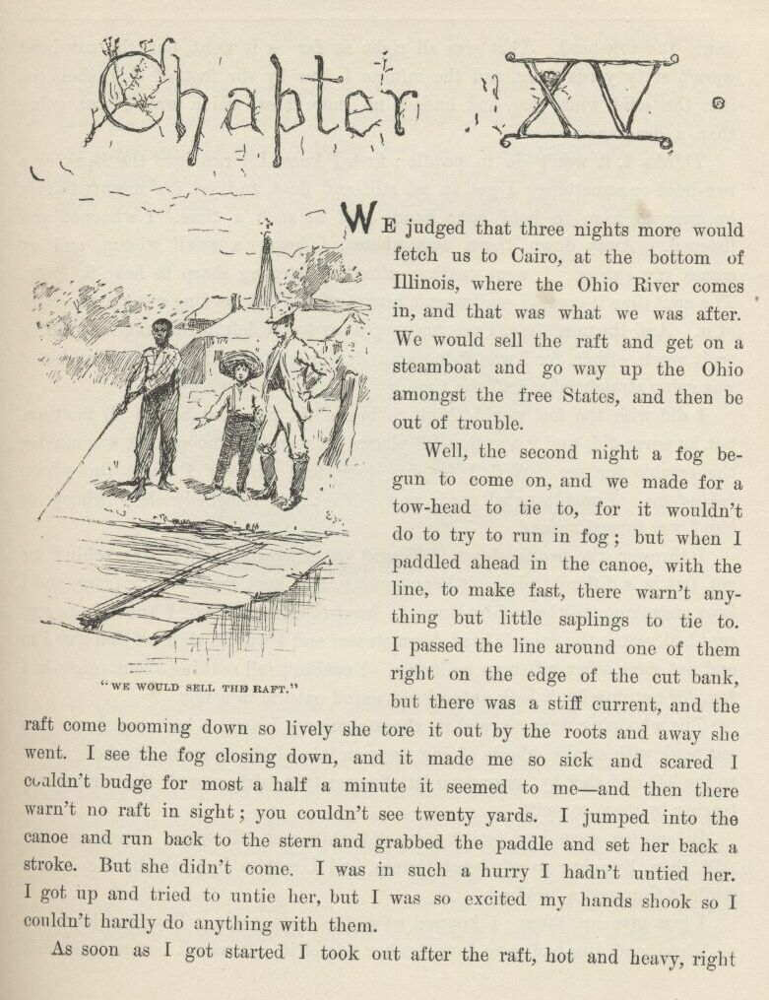 Chapter XV.
WE judged that three nights more would
fetch us to Cairo, at the bottom of
Illinois, where the Ohio River comes
in, and that was what we was after.
We would sell the raft and get on a
steamboat and go way up the Ohio
amongst the free States, and then be
out of trouble.
Well, the second night a fog be-
gun to come on, and we made for a
tow-head to tie to, for it wouldn't
do to try to run in fog; but when I
paddled ahead in the canoe, with the
line, to make fast, there warn't any-
thing but little saplings to tie to.
I passed the line around one of them
right on the edge of the cut bank,
but there was a stiff current, and the
"WE WOULD SELL THE RAFT."
raft come booming down so lively she tore it out by the roots and away she
went. I see the fog closing down, and it made me so sick and scared I
couldn't budge for most a half a minute it seemed to me—and then there
warn't no raft in sight; you couldn't see twenty yards. I jumped into the
canoe and run back to the stern and grabbed the paddle and set her back a
stroke. But she didn't come. I was in such a hurry I hadn't untied her.
I got up and tried to untie her, but I was so excited my hands shook so I
couldn't hardly do anything with them.
As soon as I got started I took out after the raft, hot and heavy, right